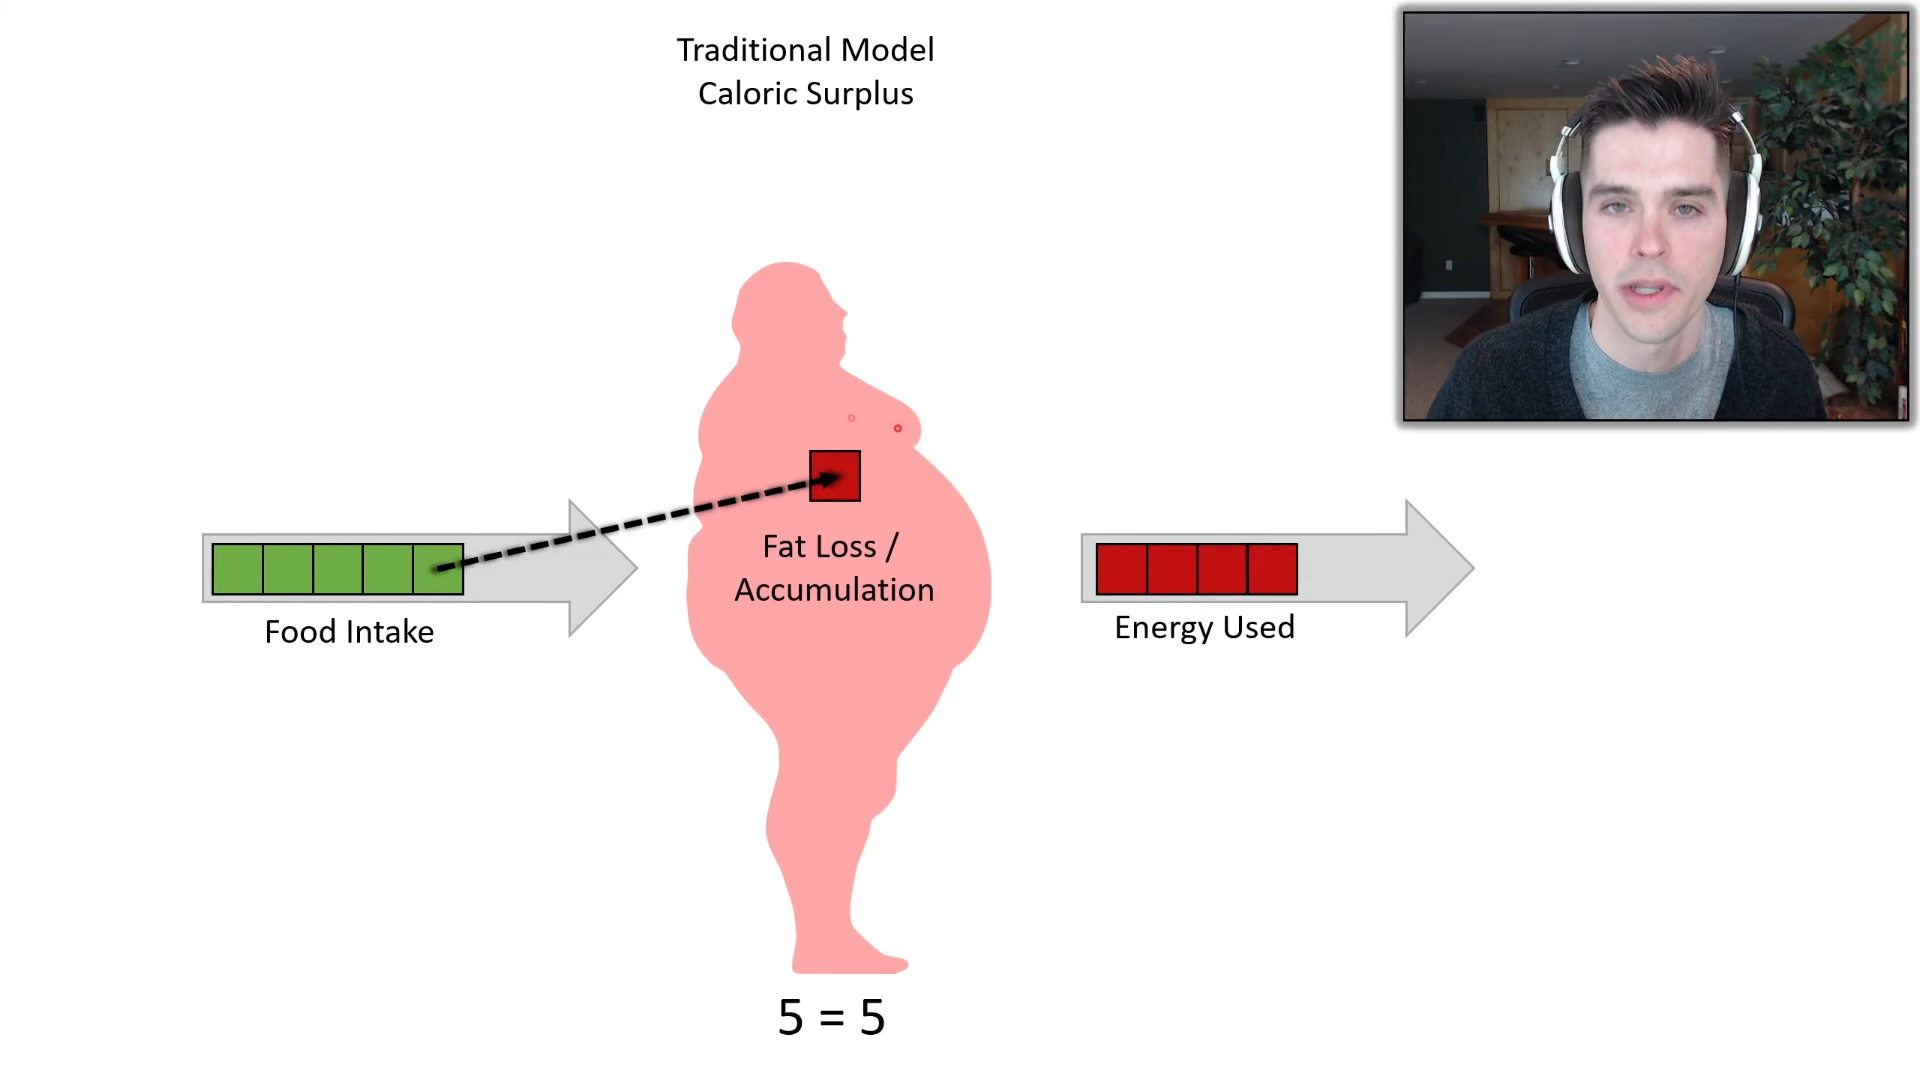 Traditional Model
Caloric Surplus
Fat Loss /
Accumulation
Food Intake
Energy Used
5 = 5